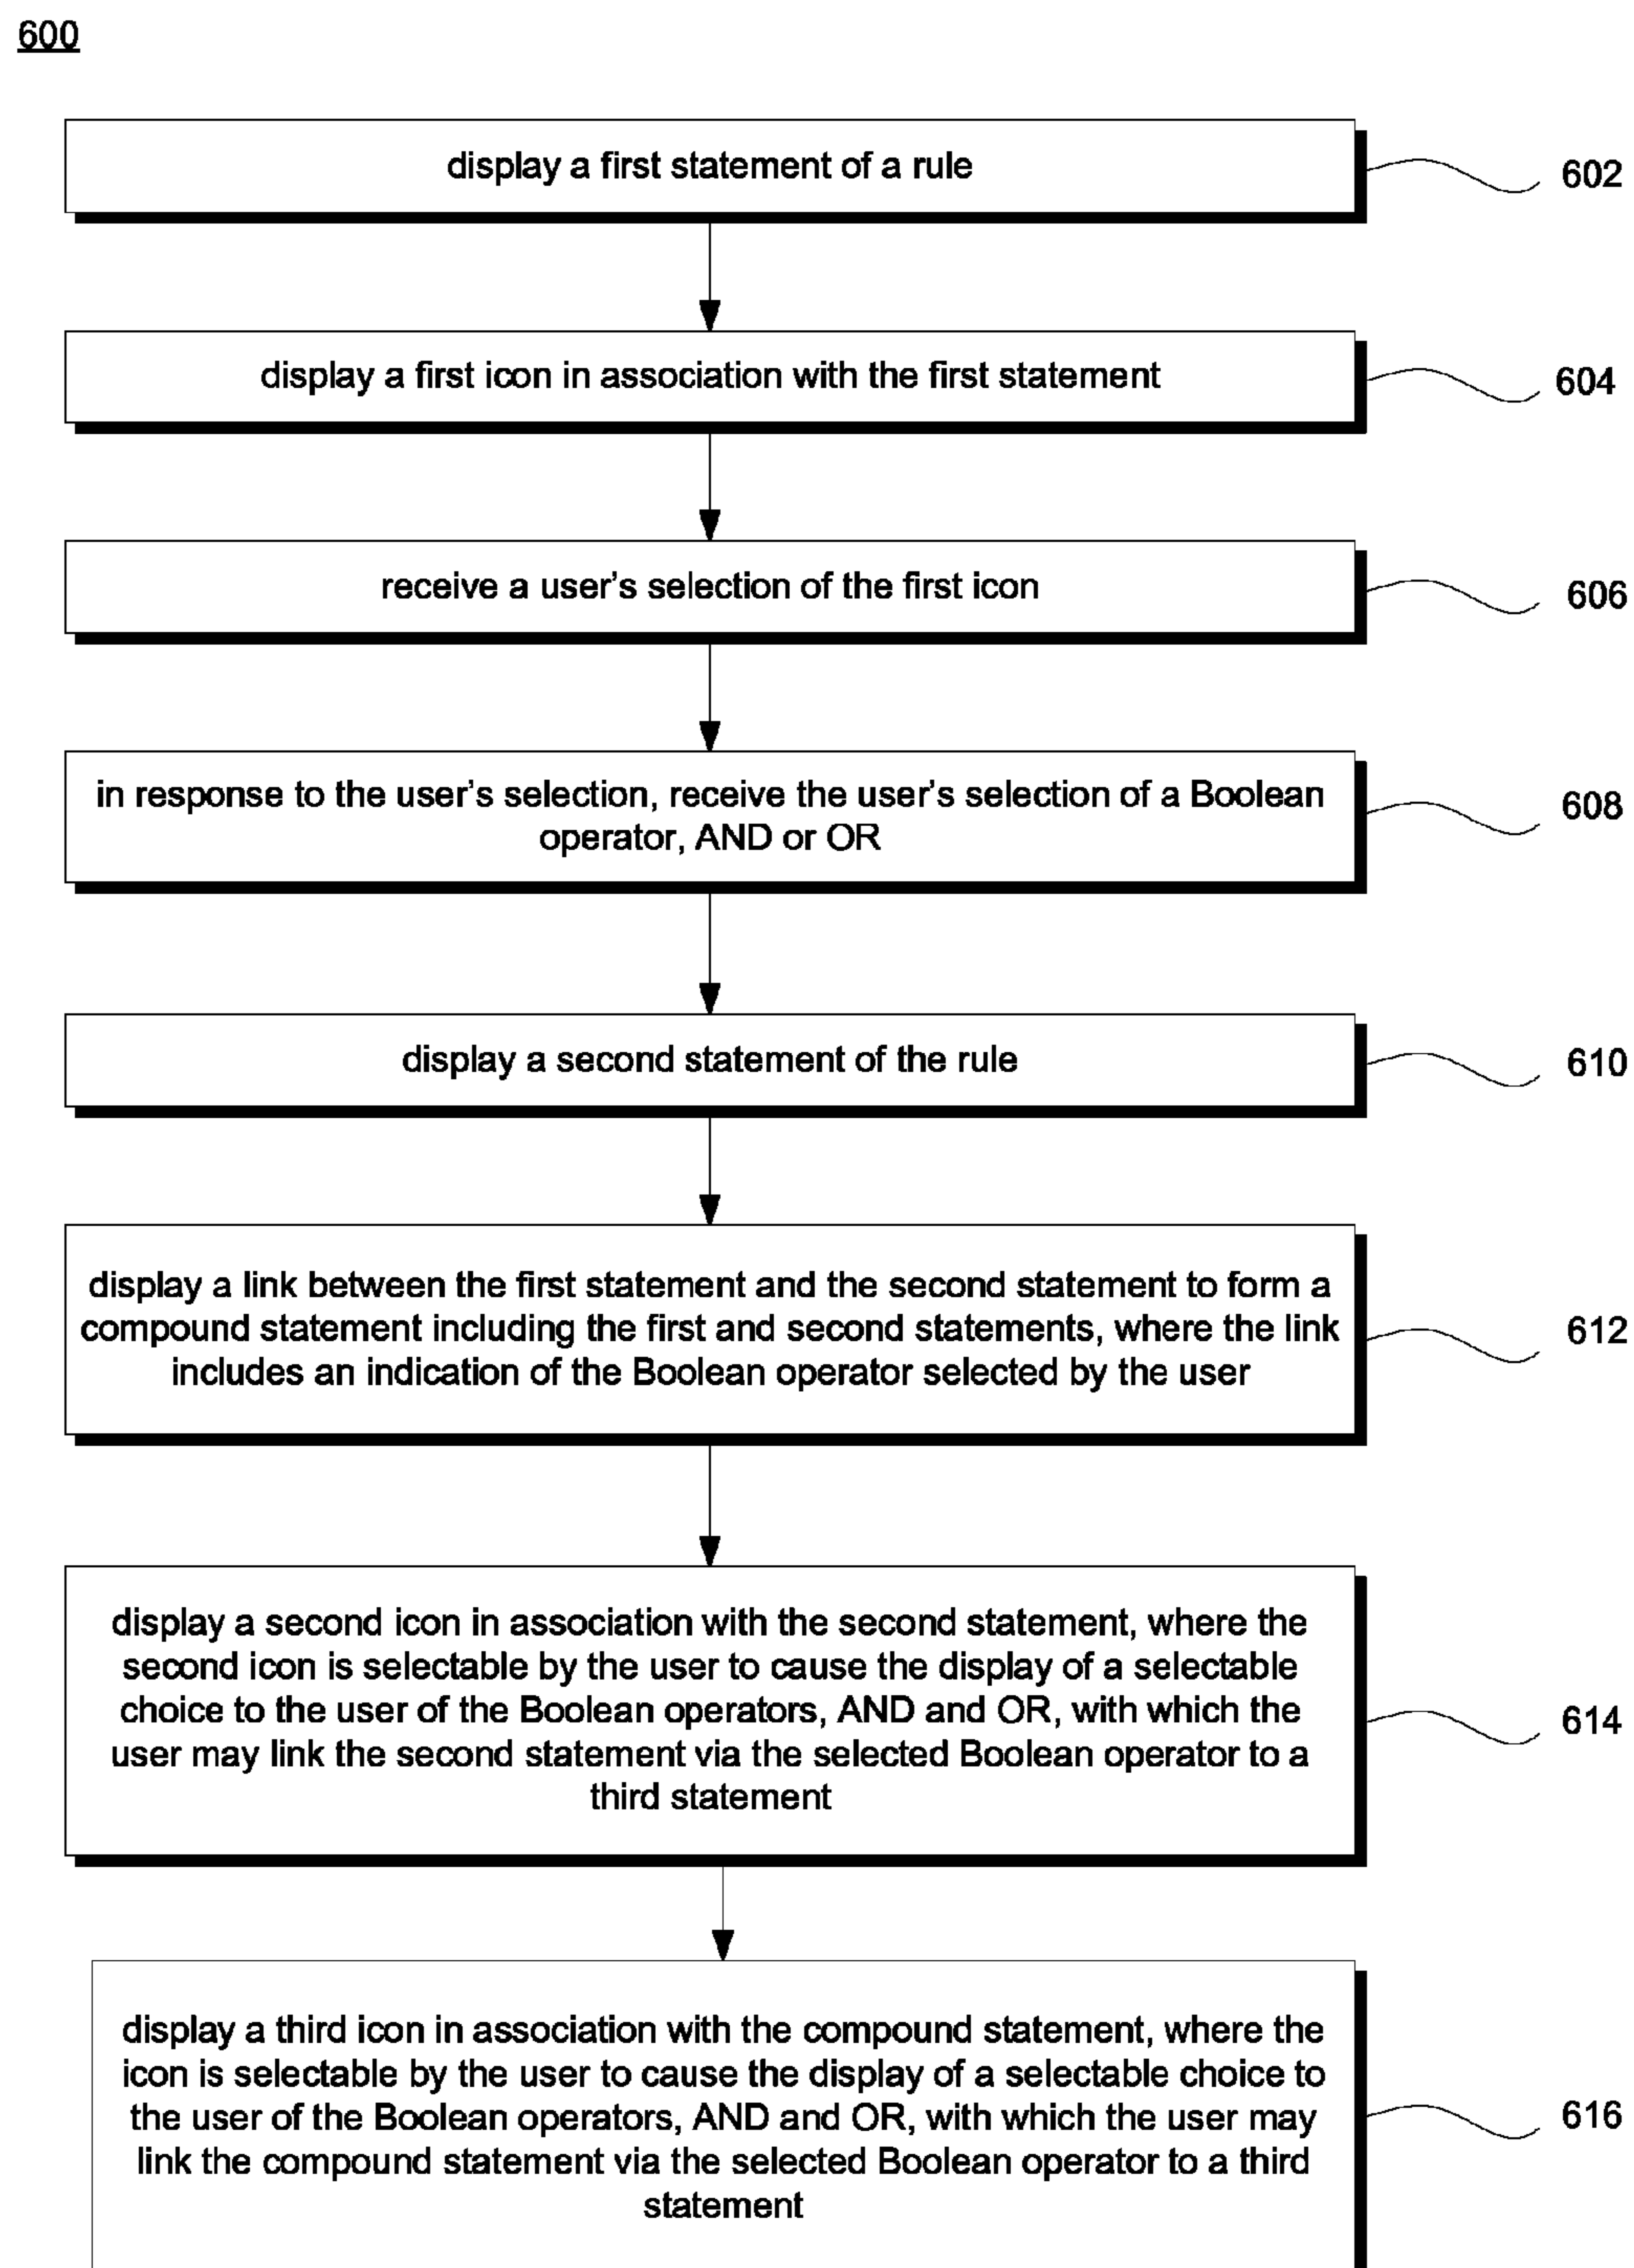 600
display a first statement of a rule
602
display a first icon in association with the first statement
604
receive a user's selection of the first icon
606
in response to the user's selection, receive the user's selection of a Boolean
operator, AND or OR
608
display a second statement of the rule
610
display a link between the first statement and the second statement to form a
compound statement including the first and second statements, where the link
includes an indication of the Boolean operator selected by the user
612
display a second icon in association with the second statement, where the
second icon is selectable by the user to cause the display of a selectable
choice to the user of the Boolean operators, AND and OR, with which the
user may link the second statement via the selected Boolean operator to a
third statement
614
display a third icon in association with the compound statement, where the
icon is selectable by the user to cause the display of a selectable choice to
the user of the Boolean operators, AND and OR, with which the user may
link the compound statement via the selected Boolean operator to a third
statement
616